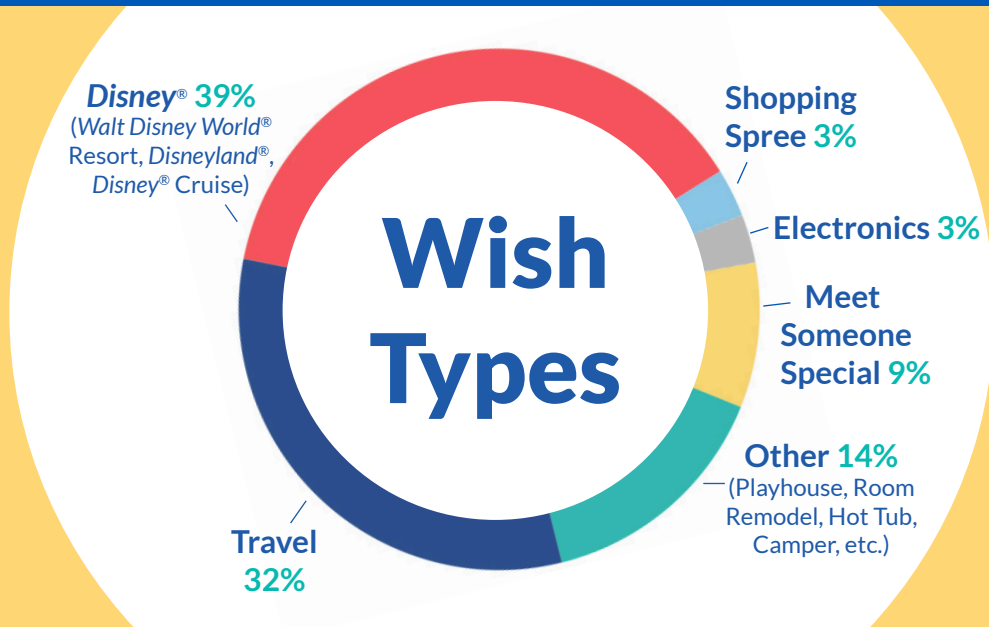 Disney® 39%
(Walt Disney World®
Resort, Disneyland®,
Disney® Cruise)
Shopping
Spree 3%
Electronics 3%
Wish
Types
Meet
Someone
Special 9%
Other 14%
(Playhouse, Room
Remodel, Hot Tub,
Camper, etc.)
Travel
32%